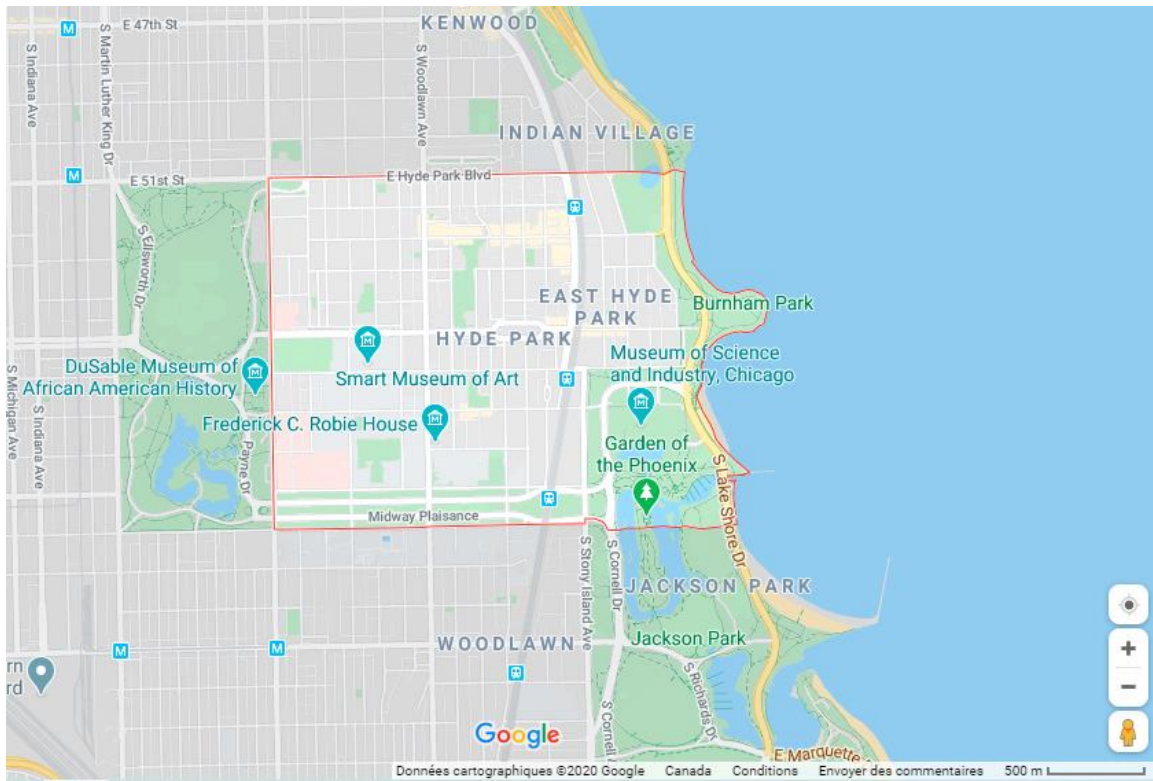 KENWOOD
E 47th St
S Indiana Ave
S Martin Luther King Dr
S Woodlawn Ave
INDIAN VILLAGE
E 51st St
E Hyde Park Blvd
S Ellsworth Dr
EAST HYDE
PARK
Burnham Park
HYDE PARK
DuSable Museum of
African American History
Smart Museum of Art
Museum of Science
and Industry, Chicago
S Michigan Ave
S Indiana Ave
Frederick C. Robie House
Payne Dr
Garden of
the Phoenix
S Lake Shore Dr
Midway Plaisance
S Stony Island Ave
S Cornell Dr
JACKSON PARK
WOODLAWN
Jackson Park
S Richards Dr
rn
rd
S Cornell
Google
E Marquette
Données cartographiques ©2020 Google Canada Conditions Envoyer des commentaires 500 m